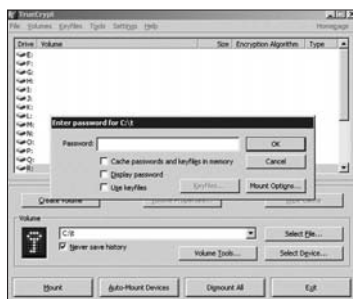 TrueCrypt
File Volumes Keyfiles Tools Settings Help Homepage
Drive Volume Size Encryption Algorithm Type
E:
F:
G:
H:
I:
J:
K:
L:
M:
N:
O:
P:
Q:
R:
Enter password for C:\t
Password: OK
Cache passwords and keyfiles in memory Cancel
Display password
Use keyfiles Keyfiles... Mount Options...
Create Volume
Volume
C:\t Select File...
Never save history
Volume Tools... Select Device...
Mount Auto-Mount Devices Dismount All Exit